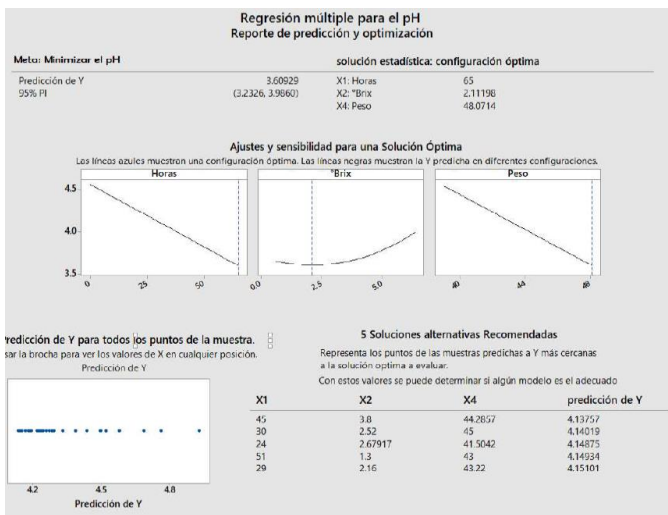 Regresión múltiple para el pH
Reporte de predicción y optimización
Meta: Minimizar el pH
solución estadística: configuración óptima
Predicción de Y 3.60929
95% PI (3.2326, 3.9860)
X1: Horas 65
X2: °Brix 2.11198
X4: Peso 48.0714
Ajustes y sensibilidad para una Solución Óptima
Las líneas azules muestran una configuración óptima. Las líneas negras muestran la Y predicha en diferentes configuraciones.
Horas °Brix Peso
4.5
4.0
3.5
0 25 50 0.0 2.5 5.0 40 44 48
redicción de Y para todos los puntos de la muestra.
sar la brocha para ver los valores de X en cualquier posición.
Predicción de Y
4.2 4.5 4.8
Predicción de Y
5 Soluciones alternativas Recomendadas
Representa los puntos de las muestras predichas a Y más cercanas
a la solución optima a evaluar.
Con estos valores se puede determinar si algún modelo es el adecuado
X1 X2 X4 predicción de Y
45 3.8 44.2857 4.13757
30 2.52 45 4.14019
24 2.67917 41.5042 4.14875
51 1.3 43 4.14934
29 2.16 43.22 4.15101